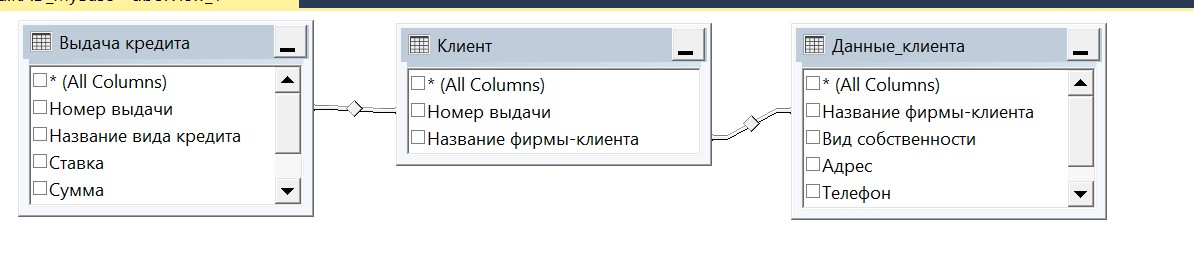 Выдача кредита
* (All Columns)
Номер выдачи
Название вида кредита
Ставка
Сумма
Клиент
* (All Columns)
Номер выдачи
Название фирмы-клиента
Данные_клиента
* (All Columns)
Название фирмы-клиента
Вид собственности
Адрес
Телефон